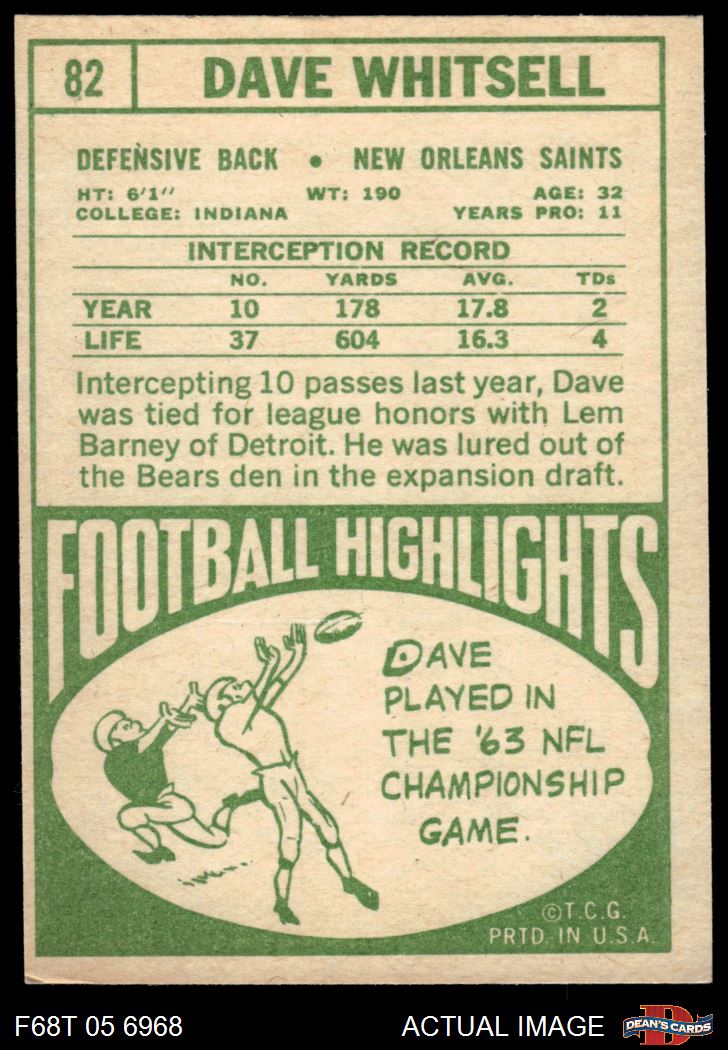 82 DAVE WHITSELL
DEFENSIVE BACK • NEW ORLEANS SAINTS
HT: 6'1" WT: 190 AGE: 32
COLLEGE: INDIANA YEARS PRO: 11
INTERCEPTION RECORD
NO. YARDS AVG. TDs
YEAR 10 178 17.8 2
LIFE 37 604 16.3 4
Intercepting 10 passes last year, Dave
was tied for league honors with Lem
Barney of Detroit. He was lured out of
the Bears den in the expansion draft.
FOOTBALL HIGHLIGHTS
DAVE
PLAYED IN
THE '63 NFL
CHAMPIONSHIP
GAME.
©T.C.G.
PRTD. IN U.S.A.
F68T 05 6968 ACTUAL IMAGE
D
DEAN'S CARDS